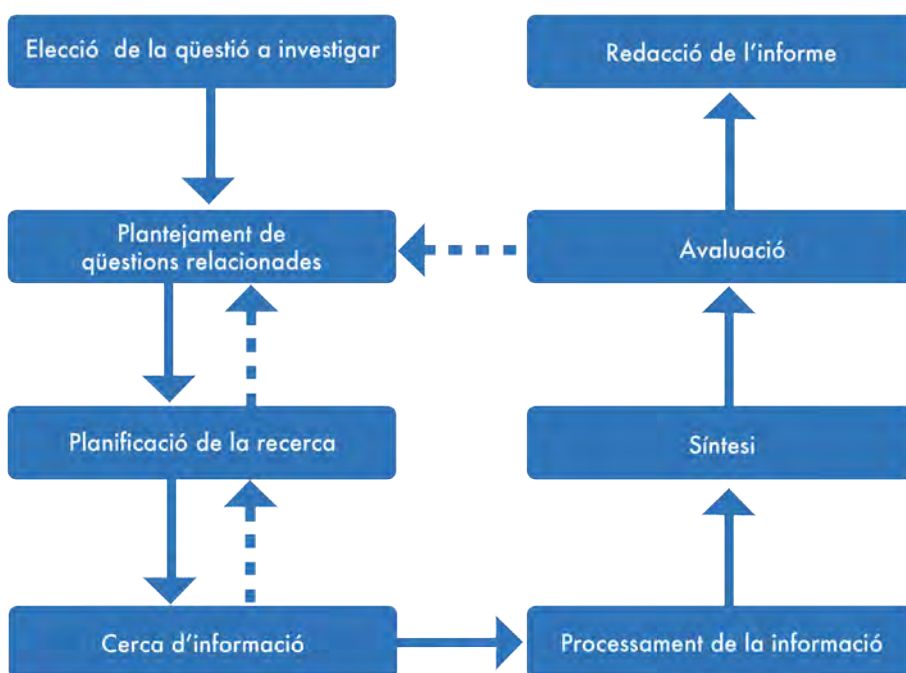 Elecció de la qüestió a investigar
Plantejament de
qüestions relacionades
Planificació de la recerca
Cerca d'informació
Processament de la informació
Síntesi
Avaluació
Redacció de l'informe